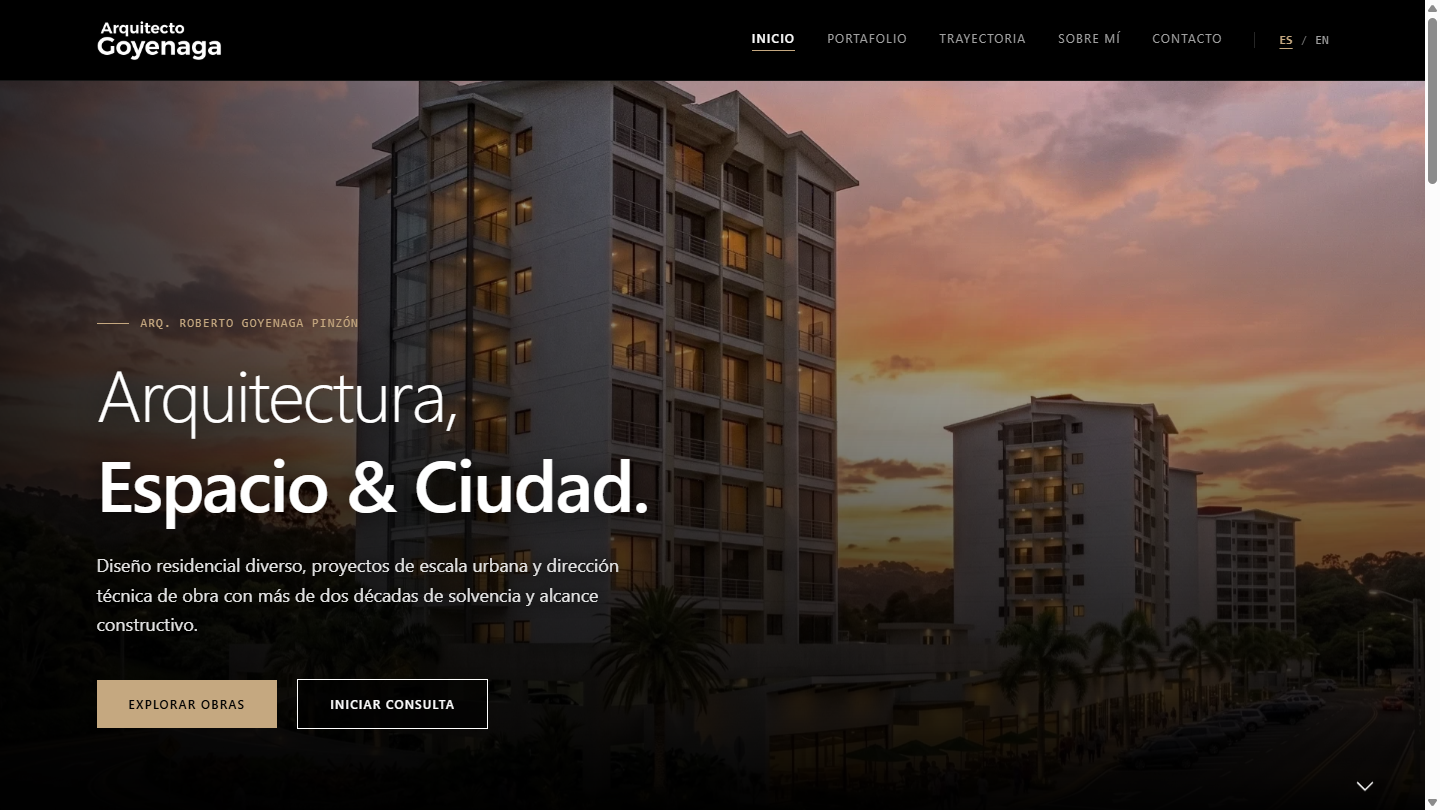 Arquitecto
Goyenaga
INICIO PORTAFOLIO TRAYECTORIA SOBRE MÍ CONTACTO ES / EN
ARQ. ROBERTO GOYENAGA PINZÓN
Arquitectura,
Espacio & Ciudad.
Diseño residencial diverso, proyectos de escala urbana y dirección
técnica de obra con más de dos décadas de solvencia y alcance
constructivo.
EXPLORAR OBRAS INICIAR CONSULTA